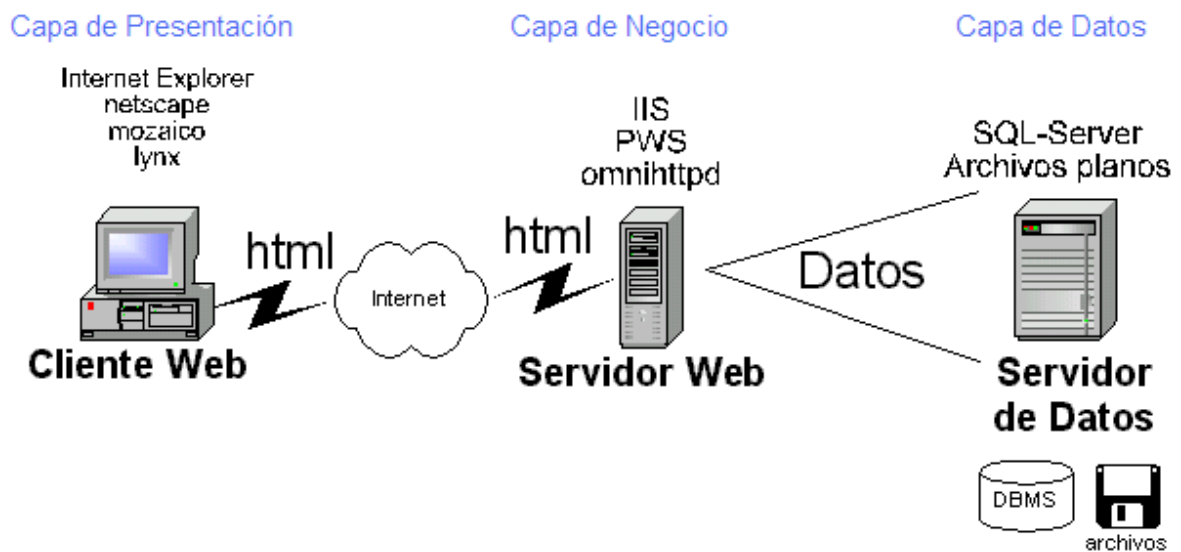 Capa de Presentación
Capa de Negocio
Capa de Datos
Internet Explorer
netscape
mozaico
lynx
IIS
PWS
omnihttpd
SQL-Server
Archivos planos
html
Internet
html
Datos
Cliente Web
Servidor Web
Servidor
de Datos
DBMS
archivos